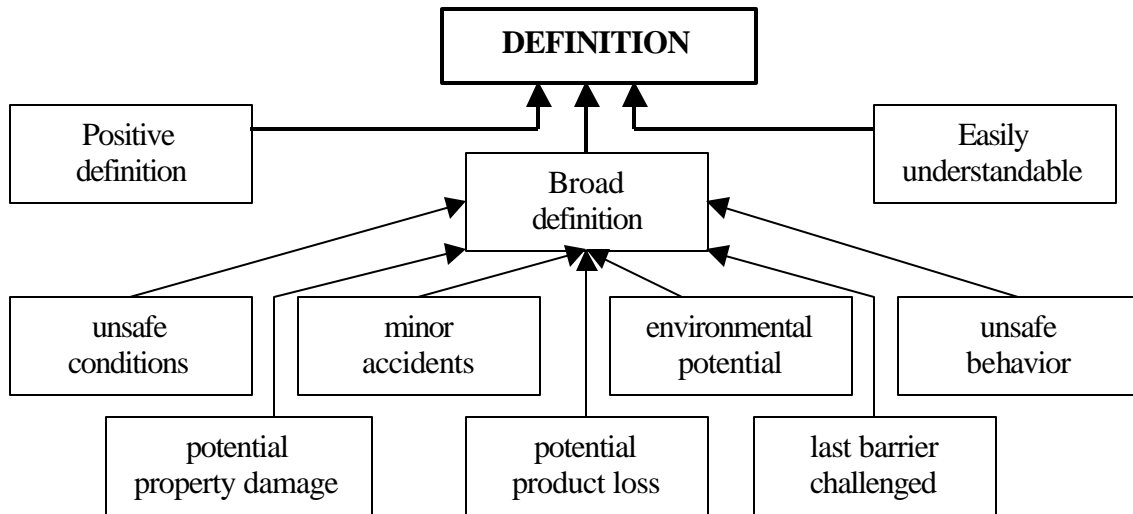 DEFINITION
Positive
definition
Easily
understandable
Broad
definition
unsafe
conditions
minor
accidents
environmental
potential
unsafe
behavior
potential
property damage
potential
product loss
last barrier
challenged